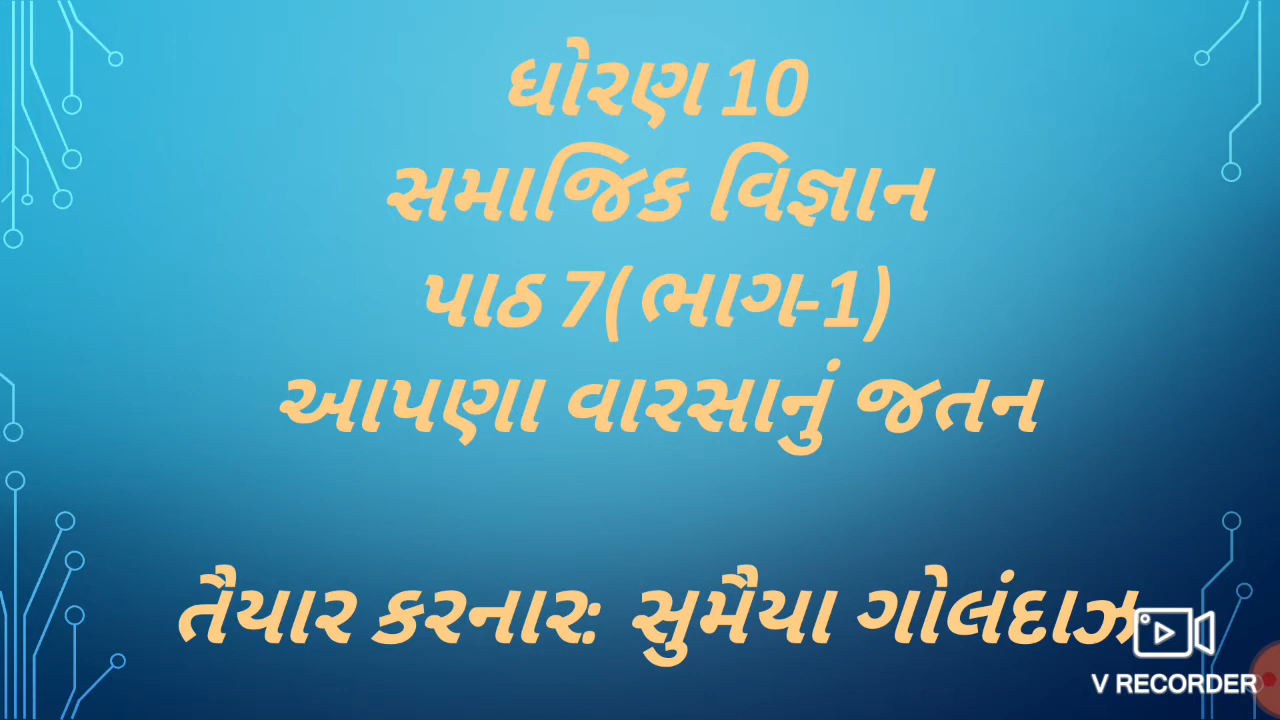 ધોરણ 10
સમાજિક વિજ્ઞાન
પાઠ 7(ભાગ-1)
આપણા વારસાનું જતન
તૈયાર કરનાર: સુમૈયા ગોલંદાઝ
V RECORDER